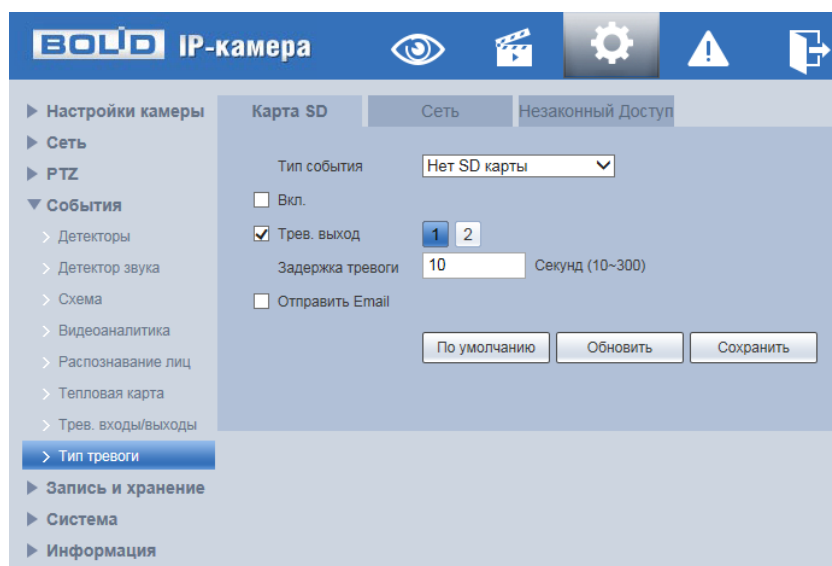 BOLID IP-камера
Настройки камеры
Сеть
PTZ
События
Детекторы
Детектор звука
Схема
Видеоаналитика
Распознавание лиц
Тепловая карта
Трев. входы/выходы
Тип тревоги
Запись и хранение
Система
Информация
Карта SD Сеть Незаконный Доступ
Тип события Нет SD карты
Вкл.
Трев. выход 1 2
Задержка тревоги 10 Секунд (10~300)
Отправить Email
По умолчанию Обновить Сохранить